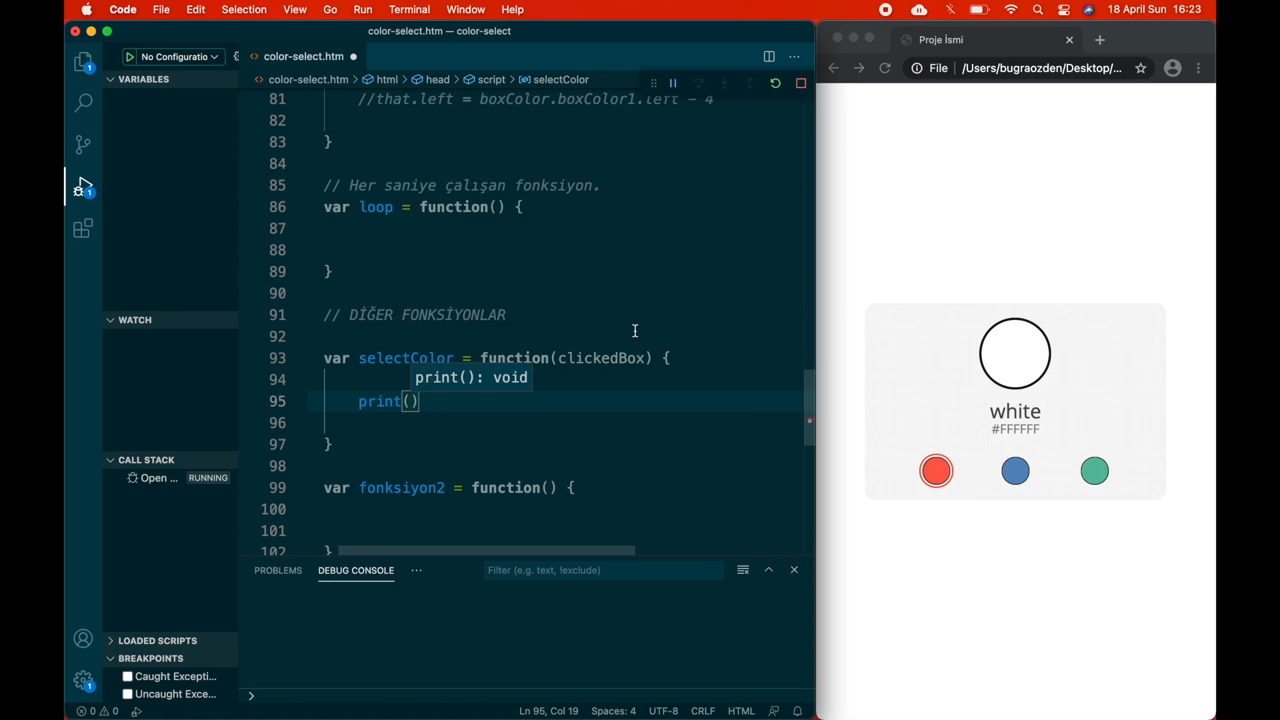 Code File Edit Selection View Go Run Terminal Window Help 18 April Sun 16:23
color-select.htm — color-select
No Configuratio
color-select.htm
Proje İsmi
File /Users/bugraozden/Desktop/...
VARIABLES
color-select.htm > html > head > script > selectColor
81 //that.left = boxColor.boxColor1.left - 4
82
83 }
84
85 // Her saniye çalışan fonksiyon.
86 var loop = function() {
87
88
89 }
90
91 // DİĞER FONKSİYONLAR
92
93 var selectColor = function(clickedBox) {
94
print(): void
95 print()
96
97 }
98
99 var fonksiyon2 = function() {
100
101
102 }
WATCH
CALL STACK
Open ... RUNNING
LOADED SCRIPTS
BREAKPOINTS
Caught Excepti...
Uncaught Exce...
PROBLEMS DEBUG CONSOLE ... Filter (e.g. text, !exclude)
>
0 0 Ln 95, Col 19 Spaces: 4 UTF-8 CRLF HTML
white
#FFFFFF
1
1
1